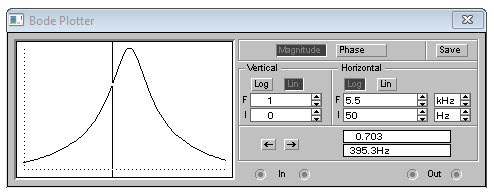 Bode Plotter
Magnitude Phase Save
Vertical Horizontal
Log Lin Log Lin
F 1 F 5.5 kHz
I 0 I 50 Hz
← → 0.703
395.3Hz
In Out